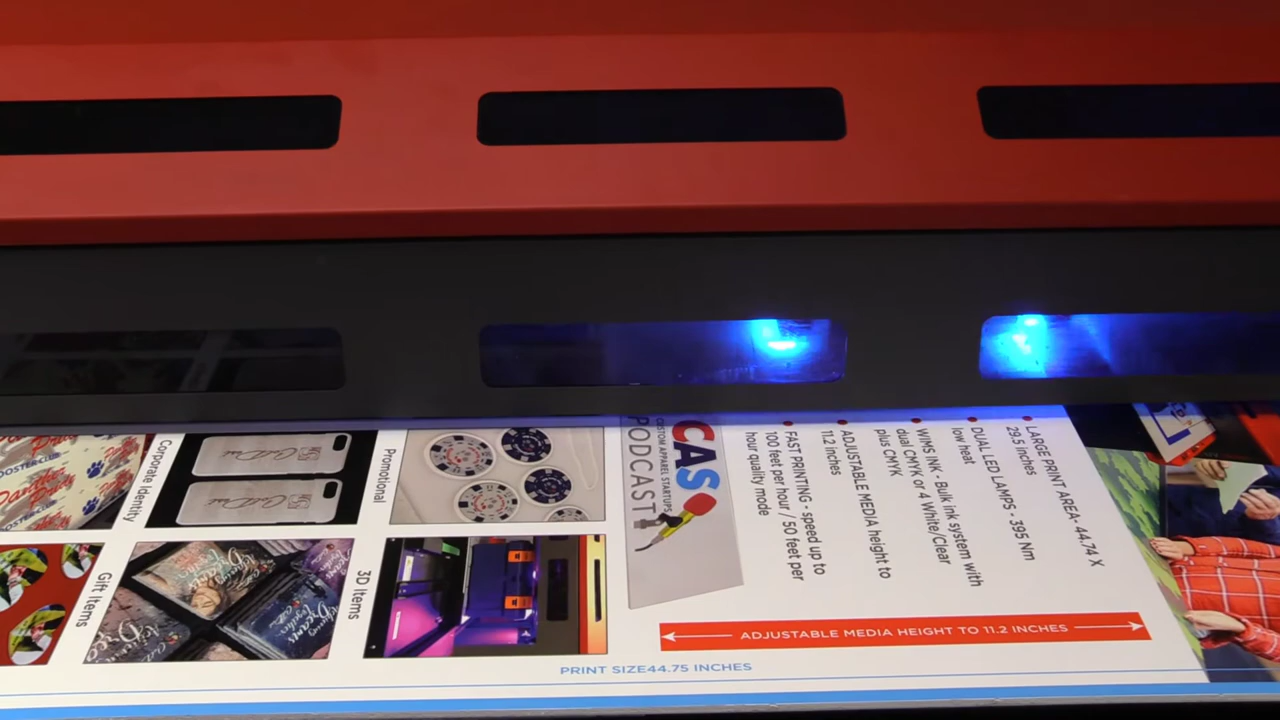 LARGE PRINT AREA- 44.74 X
29.5 inches
DUAL LED LAMPS - 395 Nm
low heat
WIMS INK - Bulk ink system with
dual CMYK or 4 White/Clear
plus CMYK
ADJUSTABLE MEDIA HEIGHT to
11.2 inches
FAST PRINTING - speed up to
100 feet per hour / 50 feet per
hour quality mode
CAS
CUSTOM APPAREL STARTUPS
PODCAST
Promotional
3D Items
Corporate Identity
Gift Items
ADJUSTABLE MEDIA HEIGHT TO 11.2 INCHES
PRINT SIZE44.75 INCHES